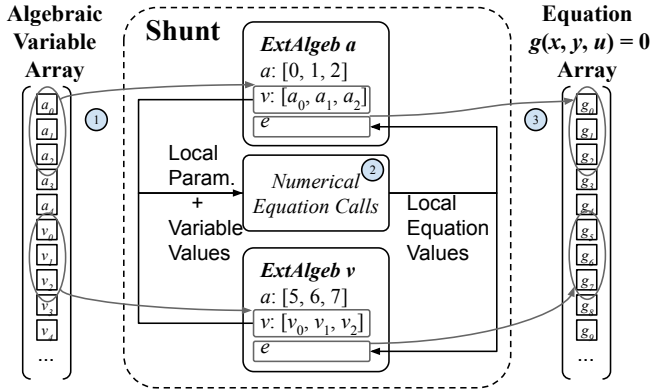 Algebraic
Variable
Array
a0
a1
a2
a3
a4
v0
v1
v2
v3
v4
...
1
Shunt
ExtAlgeb a
a: [0, 1, 2]
v: [a0, a1, a2]
e
Local
Param.
+
Variable
Values
2
Numerical
Equation Calls
Local
Equation
Values
ExtAlgeb v
a: [5, 6, 7]
v: [v0, v1, v2]
e
3
Equation
g(x, y, u) = 0
Array
g0
g1
g2
g3
g4
g5
g6
g7
g8
g9
...